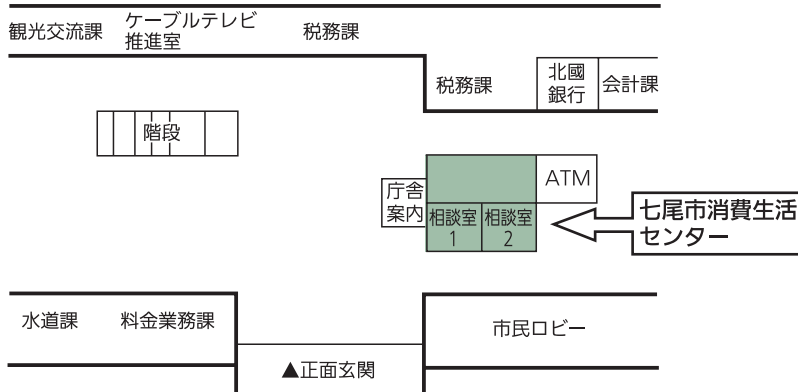 観光交流課
ケーブルテレビ
推進室
税務課
税務課
北國
銀行
会計課
階段
庁舎
案内
ATM
相談室
1
相談室
2
七尾市消費生活
センター
水道課
料金業務課
市民ロビー
▲正面玄関